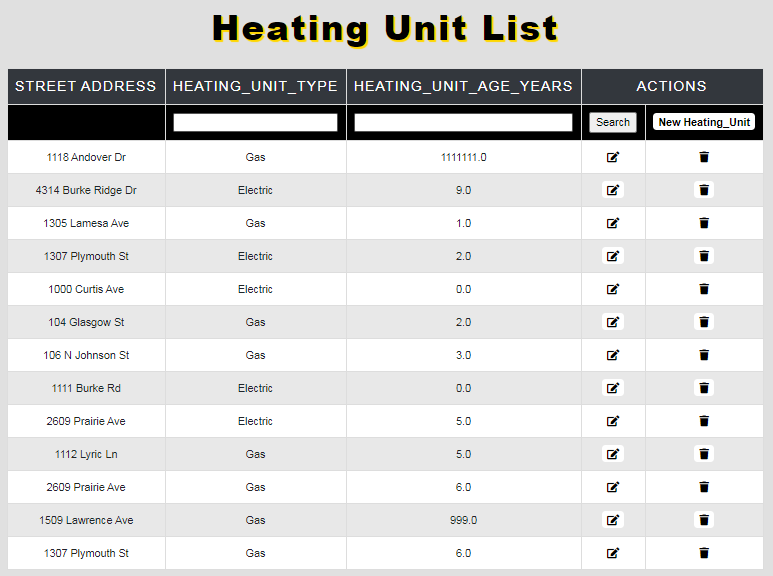 Heating Unit List
STREET ADDRESS HEATING_UNIT_TYPE HEATING_UNIT_AGE_YEARS ACTIONS
Search New Heating_Unit
1118 Andover Dr Gas 1111111.0
4314 Burke Ridge Dr Electric 9.0
1305 Lamesa Ave Gas 1.0
1307 Plymouth St Electric 2.0
1000 Curtis Ave Electric 0.0
104 Glasgow St Gas 2.0
106 N Johnson St Gas 3.0
1111 Burke Rd Electric 0.0
2609 Prairie Ave Electric 5.0
1112 Lyric Ln Gas 5.0
2609 Prairie Ave Gas 6.0
1509 Lawrence Ave Gas 999.0
1307 Plymouth St Gas 6.0